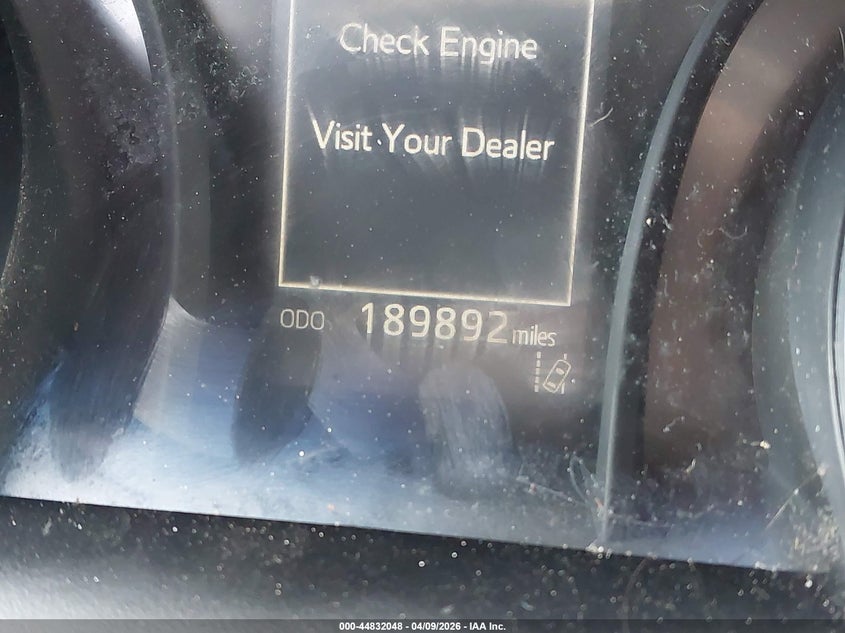 Check Engine
Visit Your Dealer
ODO 189892 miles
000-44832048 - 04/09/2026 - IAA Inc.